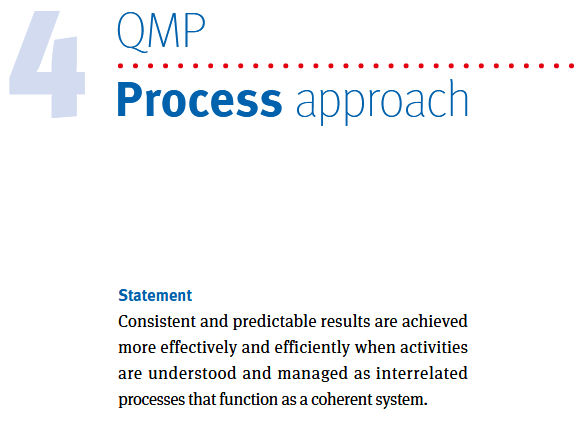 4
QMP
Process approach
Statement
Consistent and predictable results are achieved
more effectively and efficiently when activities
are understood and managed as interrelated
processes that function as a coherent system.